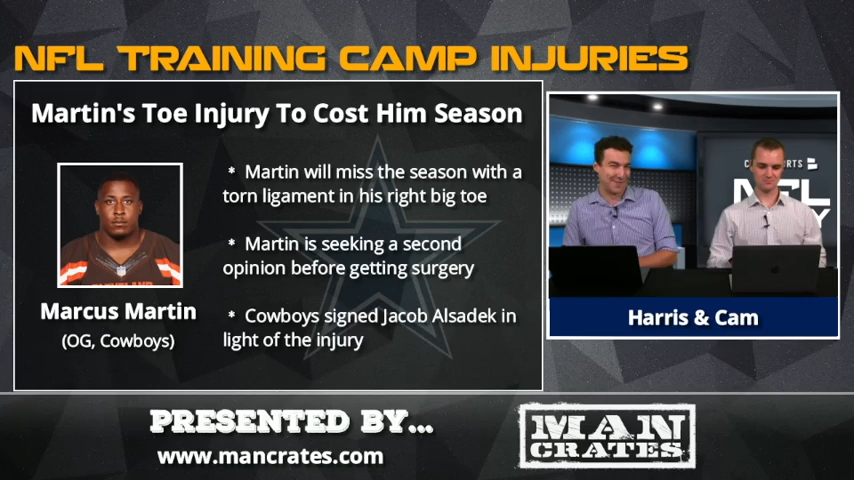 NFL TRAINING CAMP INJURIES
Martin's Toe Injury To Cost Him Season
* Martin will miss the season with a
torn ligament in his right big toe
* Martin is seeking a second
opinion before getting surgery
* Cowboys signed Jacob Alsadek in
light of the injury
Marcus Martin
(OG, Cowboys)
NFL
Harris & Cam
PRESENTED BY...
www.mancrates.com
MAN
CRATES